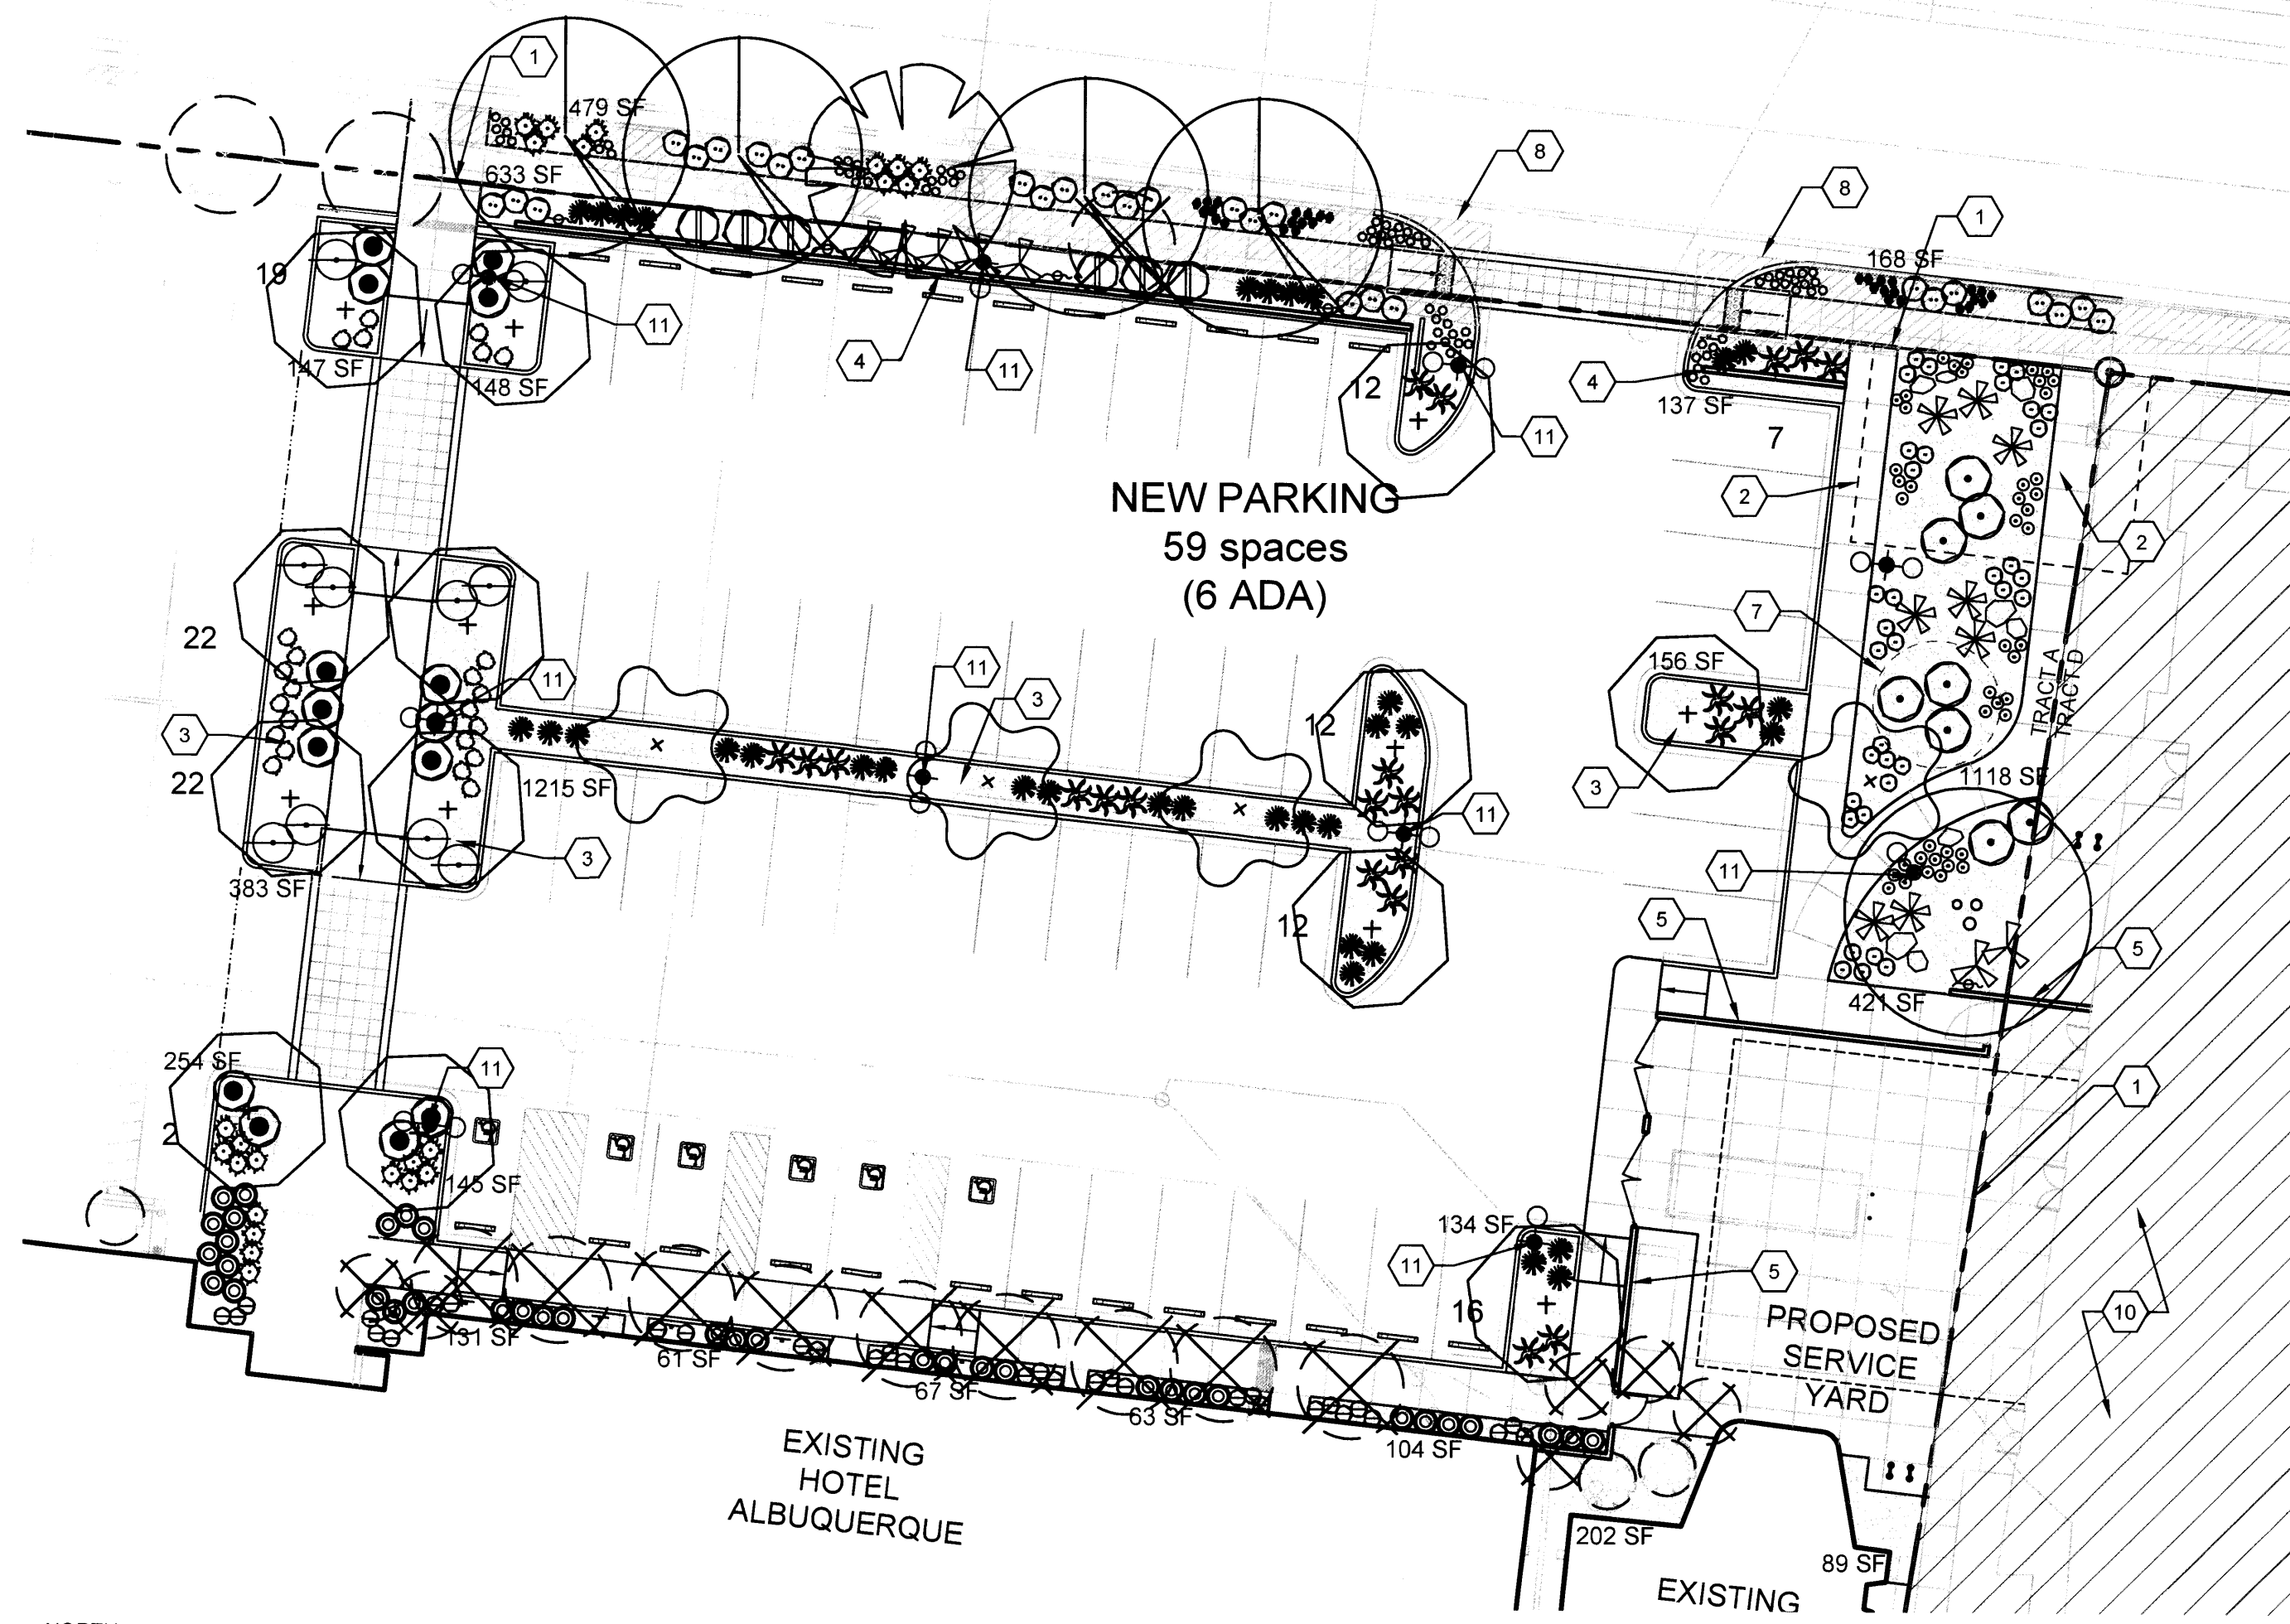 1
479 SF
8
633 SF
8
1
168 SF
19
11
4
11
147 SF
148 SF
12
4
137 SF
11
7
NEW PARKING
59 spaces
(6 ADA)
2
2
7
22
11
11
3
12
156 SF
TRACT A
TRACT D
3
22
1215 SF
3
1118 SF
11
3
383 SF
11
12
5
5
421 SF
254 SF
11
1
2
145 SF
134 SF
11
5
16
10
PROPOSED
SERVICE
YARD
131 SF
61 SF
67 SF
63 SF
104 SF
EXISTING
HOTEL
ALBUQUERQUE
202 SF
89 SF
EXISTING